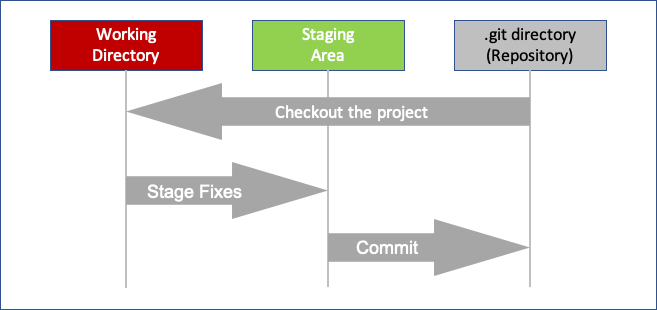 Working
Directory
Staging
Area
.git directory
(Repository)
Checkout the project
Stage Fixes
Commit